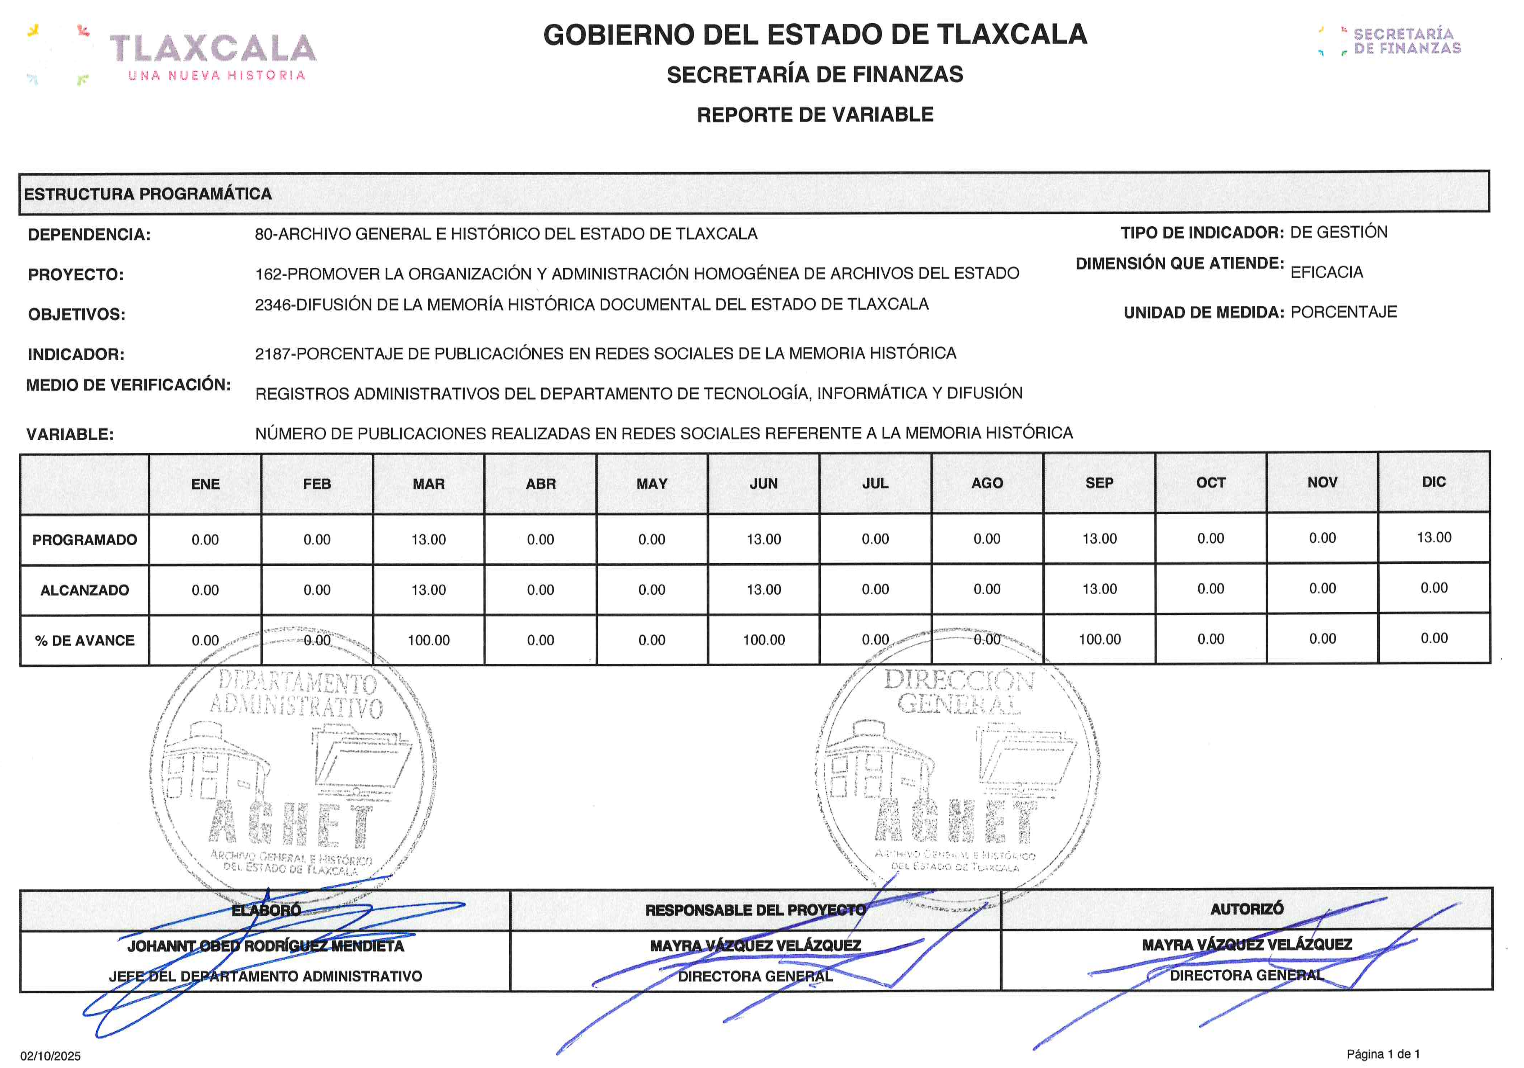 TLAXCALA
UNA NUEVA HISTORIA
GOBIERNO DEL ESTADO DE TLAXCALA
SECRETARÍA DE FINANZAS
REPORTE DE VARIABLE
SECRETARÍA
DE FINANZAS
ESTRUCTURA PROGRAMÁTICA
DEPENDENCIA: 80-ARCHIVO GENERAL E HISTÓRICO DEL ESTADO DE TLAXCALA TIPO DE INDICADOR: DE GESTIÓN
PROYECTO: 162-PROMOVER LA ORGANIZACIÓN Y ADMINISTRACIÓN HOMOGÉNEA DE ARCHIVOS DEL ESTADO DIMENSIÓN QUE ATIENDE: EFICACIA
OBJETIVOS: 2346-DIFUSIÓN DE LA MEMORÍA HISTÓRICA DOCUMENTAL DEL ESTADO DE TLAXCALA UNIDAD DE MEDIDA: PORCENTAJE
INDICADOR: 2187-PORCENTAJE DE PUBLICACIÓNES EN REDES SOCIALES DE LA MEMORIA HISTÓRICA
MEDIO DE VERIFICACIÓN: REGISTROS ADMINISTRATIVOS DEL DEPARTAMENTO DE TECNOLOGÍA, INFORMÁTICA Y DIFUSIÓN
VARIABLE: NÚMERO DE PUBLICACIONES REALIZADAS EN REDES SOCIALES REFERENTE A LA MEMORIA HISTÓRICA
ENE FEB MAR ABR MAY JUN JUL AGO SEP OCT NOV DIC
PROGRAMADO 0.00 0.00 13.00 0.00 0.00 13.00 0.00 0.00 13.00 0.00 0.00 13.00
ALCANZADO 0.00 0.00 13.00 0.00 0.00 13.00 0.00 0.00 13.00 0.00 0.00 0.00
% DE AVANCE 0.00 0.00 100.00 0.00 0.00 100.00 0.00 0.00 100.00 0.00 0.00 0.00
DEPARTAMENTO
ADMINISTRATIVO
AGHET
ARCHIVO GENERAL E HISTÓRICO
DEL ESTADO DE TLAXCALA
DIRECCIÓN
GENERAL
AGHET
ARCHIVO GENERAL E HISTÓRICO
DEL ESTADO DE TLAXCALA
ELABORÓ RESPONSABLE DEL PROYECTO AUTORIZÓ
JOHANNT OBED RODRÍGUEZ MENDIETA MAYRA VÁZQUEZ VELÁZQUEZ MAYRA VÁZQUEZ VELÁZQUEZ
JEFE DEL DEPARTAMENTO ADMINISTRATIVO DIRECTORA GENERAL DIRECTORA GENERAL
02/10/2025 Página 1 de 1